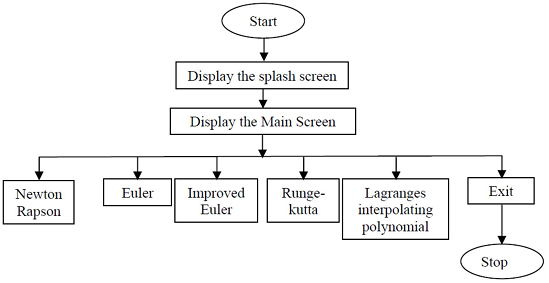 Start
Display the splash screen
Display the Main Screen
Newton
Rapson
Euler
Improved
Euler
Runge-
kutta
Lagranges
interpolating
polynomial
Exit
Stop